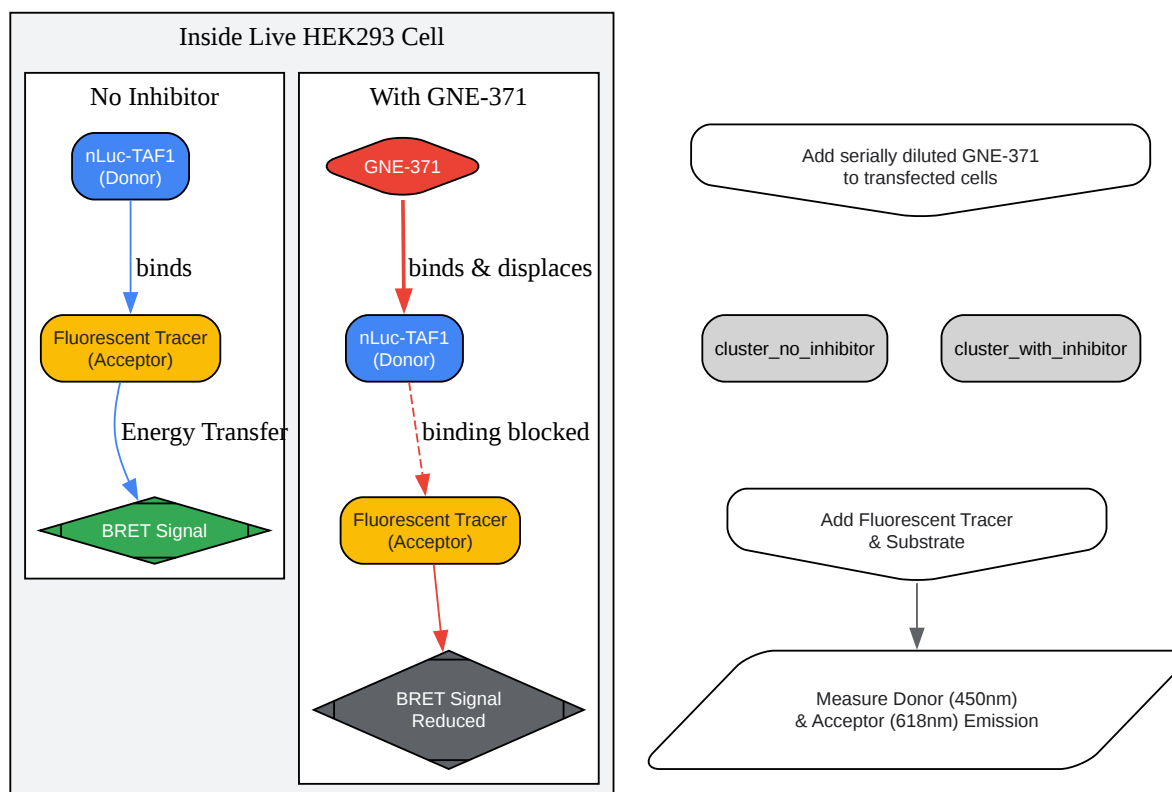 Inside Live HEK293 Cell
No Inhibitor
nLuc-TAF1
(Donor)
binds
Fluorescent Tracer
(Acceptor)
Energy Transfer
BRET Signal
With GNE-371
GNE-371
binds & displaces
nLuc-TAF1
(Donor)
binding blocked
Fluorescent Tracer
(Acceptor)
BRET Signal
Reduced
Add serially diluted GNE-371
to transfected cells
cluster_no_inhibitor
cluster_with_inhibitor
Add Fluorescent Tracer
& Substrate
Measure Donor (450nm)
& Acceptor (618nm) Emission